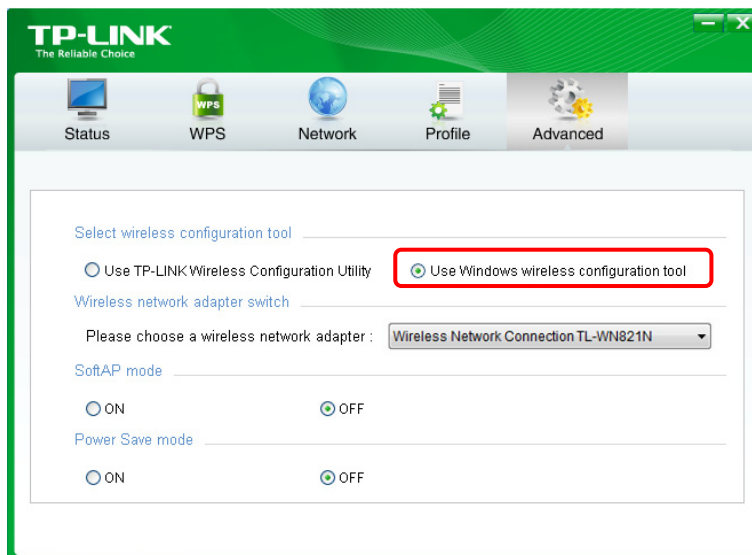 TP-LINK
The Reliable Choice
WPS
Status WPS Network Profile Advanced
Select wireless configuration tool
Use TP-LINK Wireless Configuration Utility Use Windows wireless configuration tool
Wireless network adapter switch
Please choose a wireless network adapter : Wireless Network Connection TL-WN821N
SoftAP mode
ON OFF
Power Save mode
ON OFF